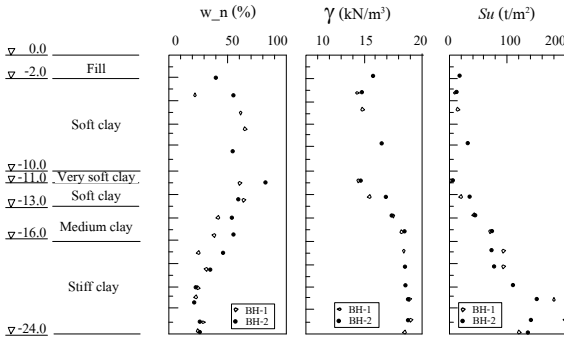 w_n (%)
γ (kN/m³)
Su (t/m²)
0 50 100
10 15 20
0 100 200
0.0
Fill
-2.0
Soft clay
-10.0
Very soft clay
-11.0
Soft clay
-13.0
Medium clay
-16.0
Stiff clay
-24.0
BH-1
BH-2
BH-1
BH-2
BH-1
BH-2